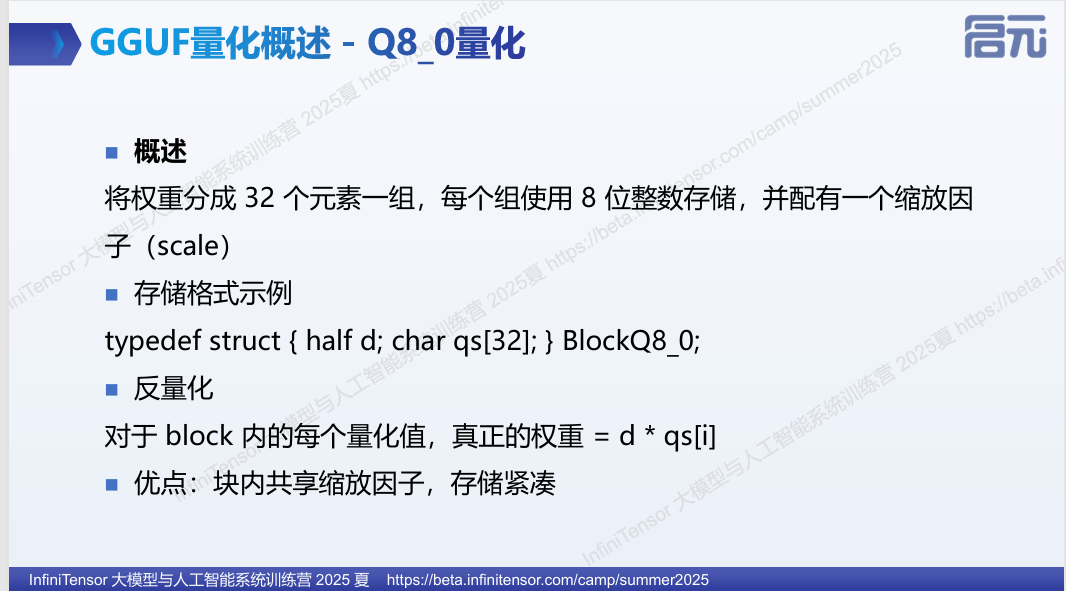 GGUF量化概述 - Q8_0量化
启元
概述
将权重分成 32 个元素一组，每个组使用 8 位整数存储，并配有一个缩放因
子（scale）
存储格式示例
typedef struct { half d; char qs[32]; } BlockQ8_0;
反量化
对于 block 内的每个量化值，真正的权重 = d * qs[i]
优点：块内共享缩放因子，存储紧凑
InfiniTensor 大模型与人工智能系统训练营 2025夏 https://beta.infinitensor.com/camp/summer2025
InfiniTensor 大模型与人工智能系统训练营 2025 夏 https://beta.infinitensor.com/camp/summer2025